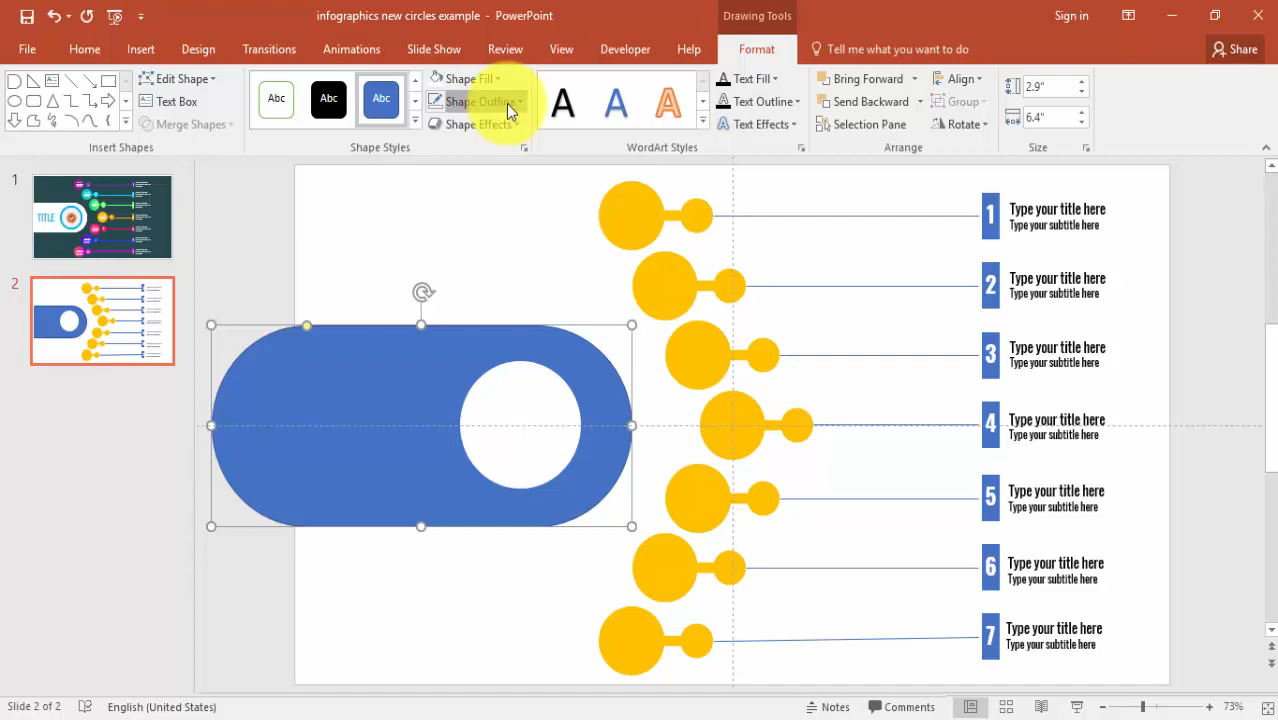 infographics new circles example - PowerPoint
Drawing Tools
Sign in
File Home Insert Design Transitions Animations Slide Show Review View Developer Help Format Tell me what you want to do Share
Edit Shape
Text Box
Merge Shapes
Insert Shapes
Abc Abc Abc
Shape Fill
Shape Outline
Shape Effects
Shape Styles
A A A
WordArt Styles
Text Fill
Text Outline
Text Effects
Bring Forward
Send Backward
Selection Pane
Align
Rotate
Arrange
2.9"
6.4"
Size
1
TITLE
2
1
Type your title here
Type your subtitle here
2
Type your title here
Type your subtitle here
3
Type your title here
Type your subtitle here
4
Type your title here
Type your subtitle here
5
Type your title here
Type your subtitle here
6
Type your title here
Type your subtitle here
7
Type your title here
Type your subtitle here
Slide 2 of 2 English (United States) Notes Comments 73%